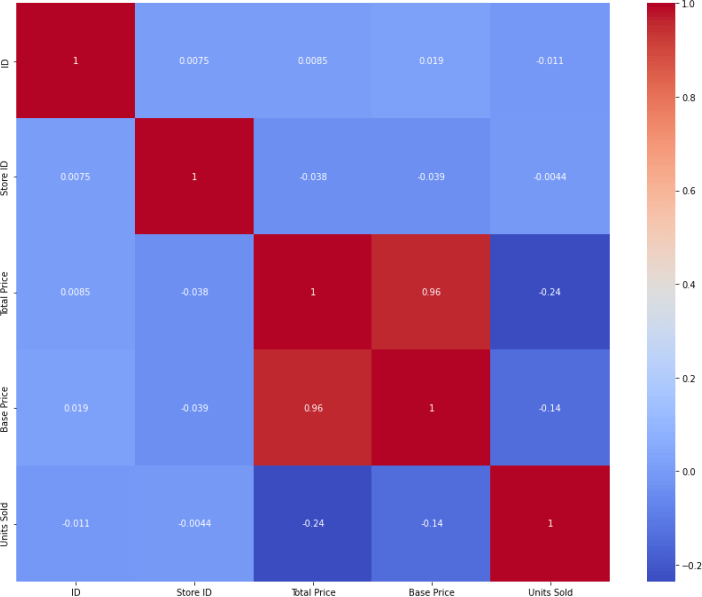 ID 1 0.0075 0.0085 0.019 -0.011
Store ID 0.0075 1 -0.038 -0.039 -0.0044
Total Price 0.0085 -0.038 1 0.96 -0.24
Base Price 0.019 -0.039 0.96 1 -0.14
Units Sold -0.011 -0.0044 -0.24 -0.14 1
ID Store ID Total Price Base Price Units Sold
1.0
0.8
0.6
0.4
0.2
0.0
−0.2